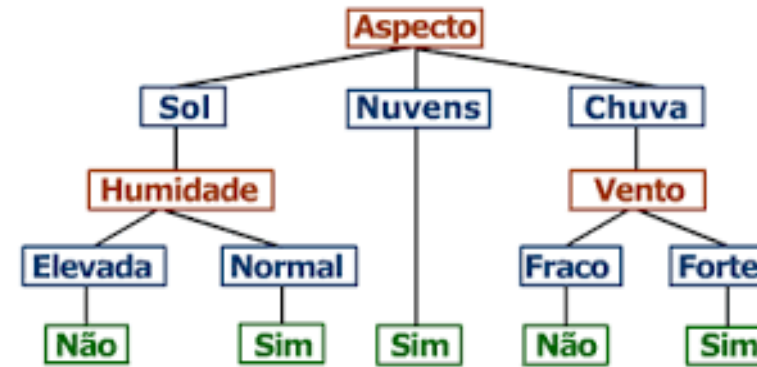 Aspecto
Sol Nuvens Chuva
Humidade Vento
Elevada Normal Fraco Forte
Não Sim Sim Não Sim